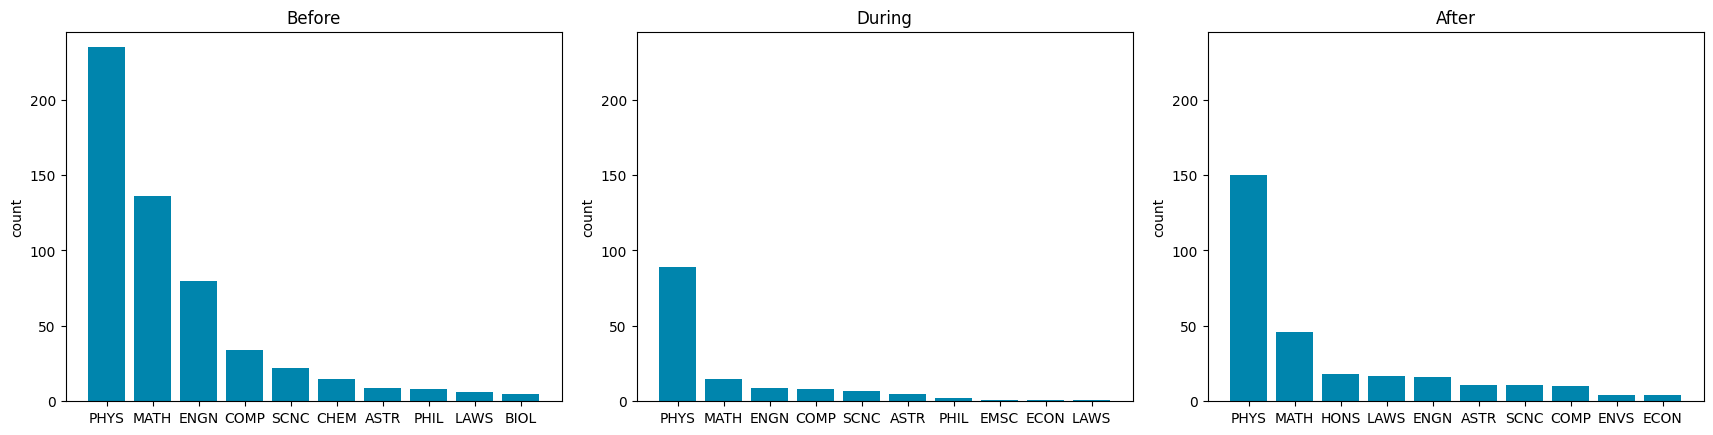 Before
count
200
150
100
50
0
PHYS MATH ENGN COMP SCNC CHEM ASTR PHIL LAWS BIOL
During
count
200
150
100
50
0
PHYS MATH ENGN COMP SCNC ASTR PHIL EMSC ECON LAWS
After
count
200
150
100
50
0
PHYS MATH HONS LAWS ENGN ASTR SCNC COMP ENVS ECON